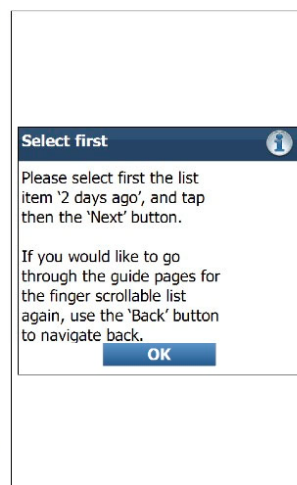 Select first
Please select first the list
item ‘2 days ago’, and tap
then the ‘Next’ button.
If you would like to go
through the guide pages for
the finger scrollable list
again, use the ‘Back’ button
to navigate back.
OK